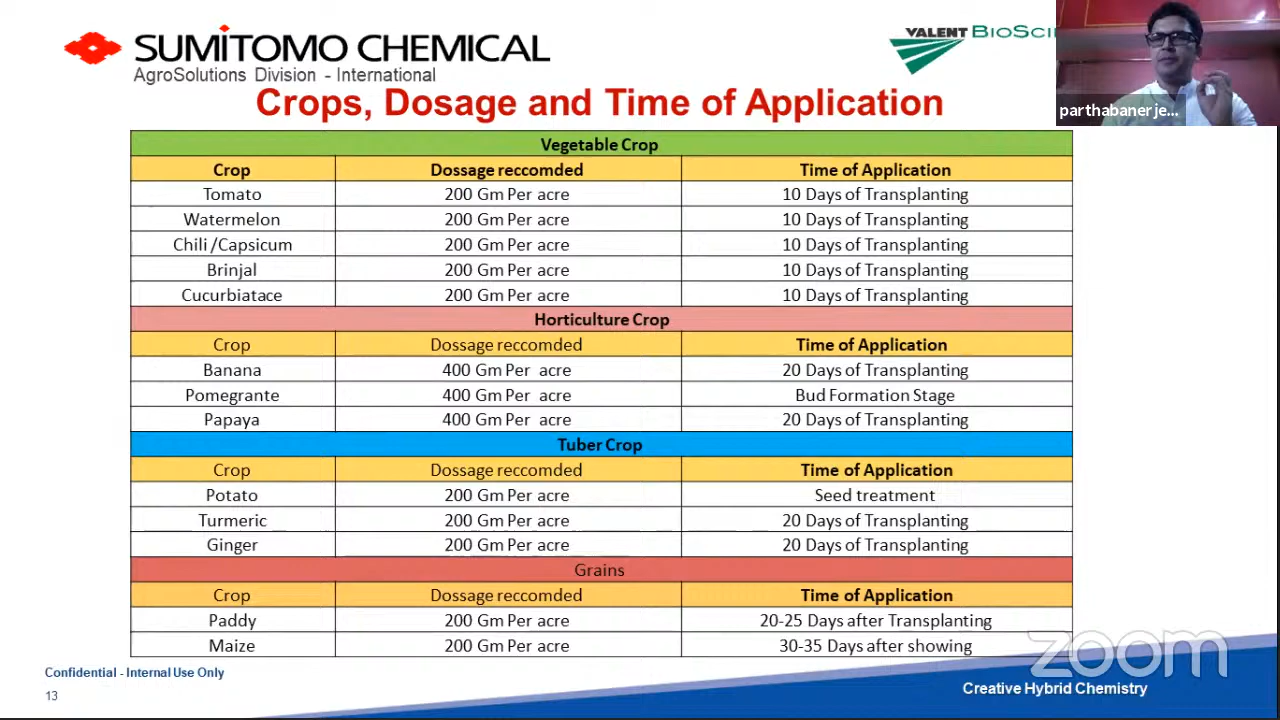 SUMITOMO CHEMICAL
AgroSolutions Division - International
VALENT BIOSCI
parthabanerje...
Crops, Dosage and Time of Application
Vegetable Crop
Crop Dossage reccomded Time of Application
Tomato 200 Gm Per acre 10 Days of Transplanting
Watermelon 200 Gm Per acre 10 Days of Transplanting
Chili /Capsicum 200 Gm Per acre 10 Days of Transplanting
Brinjal 200 Gm Per acre 10 Days of Transplanting
Cucurbiatace 200 Gm Per acre 10 Days of Transplanting
Horticulture Crop
Crop Dossage reccomded Time of Application
Banana 400 Gm Per acre 20 Days of Transplanting
Pomegrante 400 Gm Per acre Bud Formation Stage
Papaya 400 Gm Per acre 20 Days of Transplanting
Tuber Crop
Crop Dossage reccomded Time of Application
Potato 200 Gm Per acre Seed treatment
Turmeric 200 Gm Per acre 20 Days of Transplanting
Ginger 200 Gm Per acre 20 Days of Transplanting
Grains
Crop Dossage reccomded Time of Application
Paddy 200 Gm Per acre 20-25 Days after Transplanting
Maize 200 Gm Per acre 30-35 Days after showing
zoom
Confidential - Internal Use Only
13
Creative Hybrid Chemistry